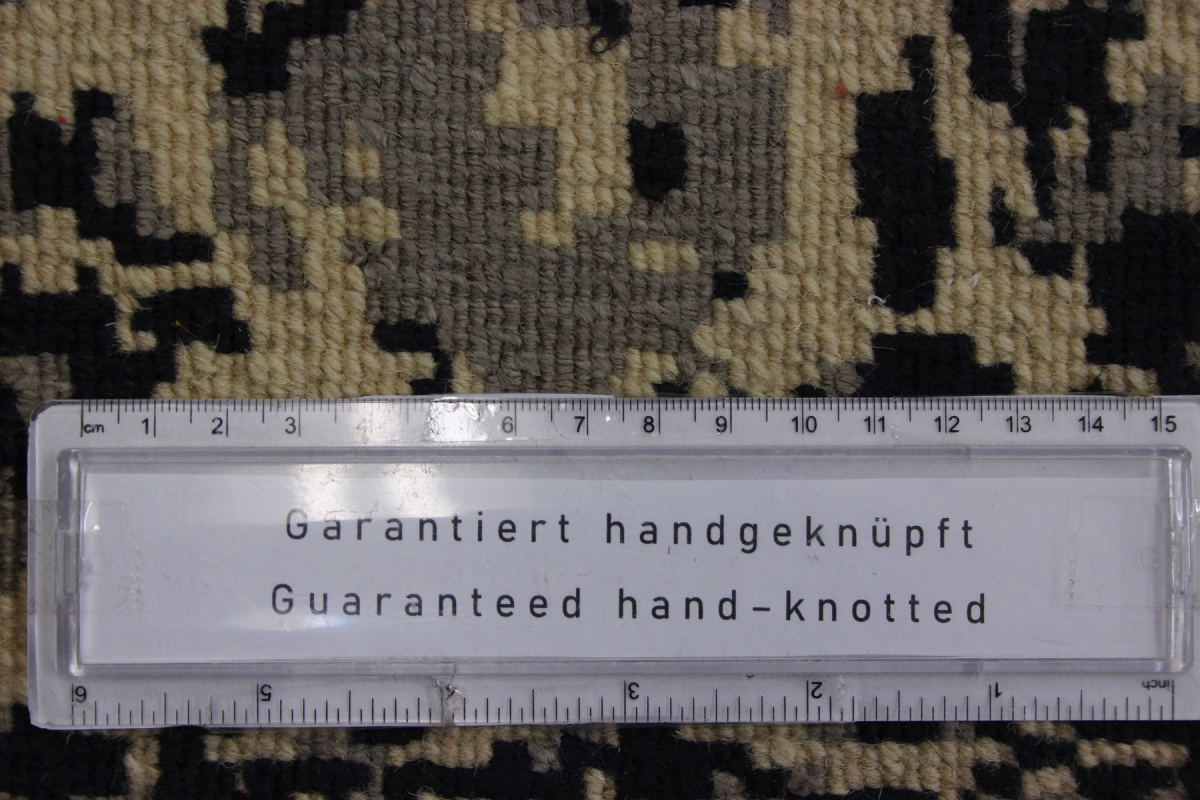 cm 1 2 3 6 7 8 9 10 11 12 13 14 15
Garantiert handgeknüpft
Guaranteed hand-knotted
6 5 3 2 1 inch